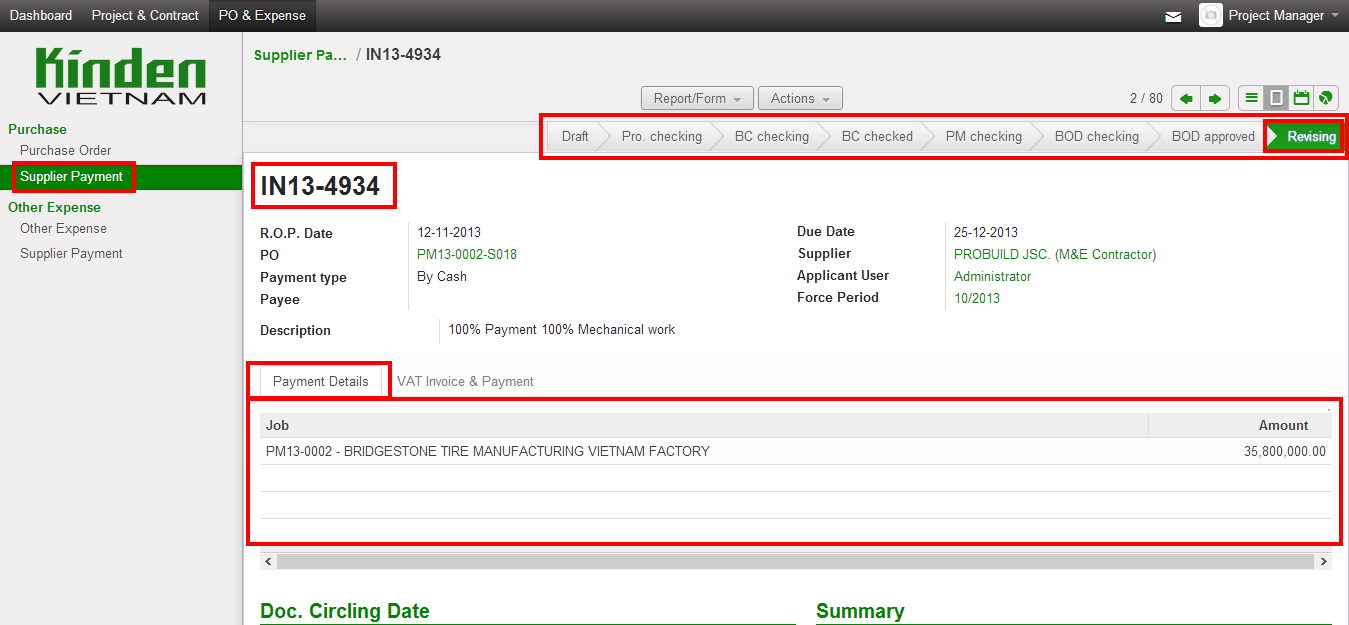 Dashboard Project & Contract PO & Expense Project Manager
Kinden
VIETNAM
Supplier Pa... / IN13-4934
Report/Form Actions 2 / 80
Purchase
Purchase Order
Supplier Payment
Other Expense
Other Expense
Supplier Payment
Draft Pro. checking BC checking BC checked PM checking BOD checking BOD approved Revising
IN13-4934
R.O.P. Date 12-11-2013 Due Date 25-12-2013
PO PM13-0002-S018 Supplier PROBUILD JSC. (M&E Contractor)
Payment type By Cash Applicant User Administrator
Payee Force Period 10/2013
Description 100% Payment 100% Mechanical work
Payment Details VAT Invoice & Payment
Job Amount
PM13-0002 - BRIDGESTONE TIRE MANUFACTURING VIETNAM FACTORY 35,800,000.00
Doc. Circling Date Summary